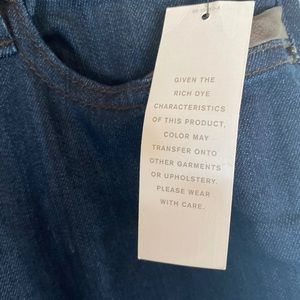 GIVEN THE
RICH DYE
CHARACTERISTICS
OF THIS PRODUCT,
COLOR MAY
TRANSFER ONTO
OTHER GARMENTS
OR UPHOLSTERY.
PLEASE WEAR
WITH CARE.